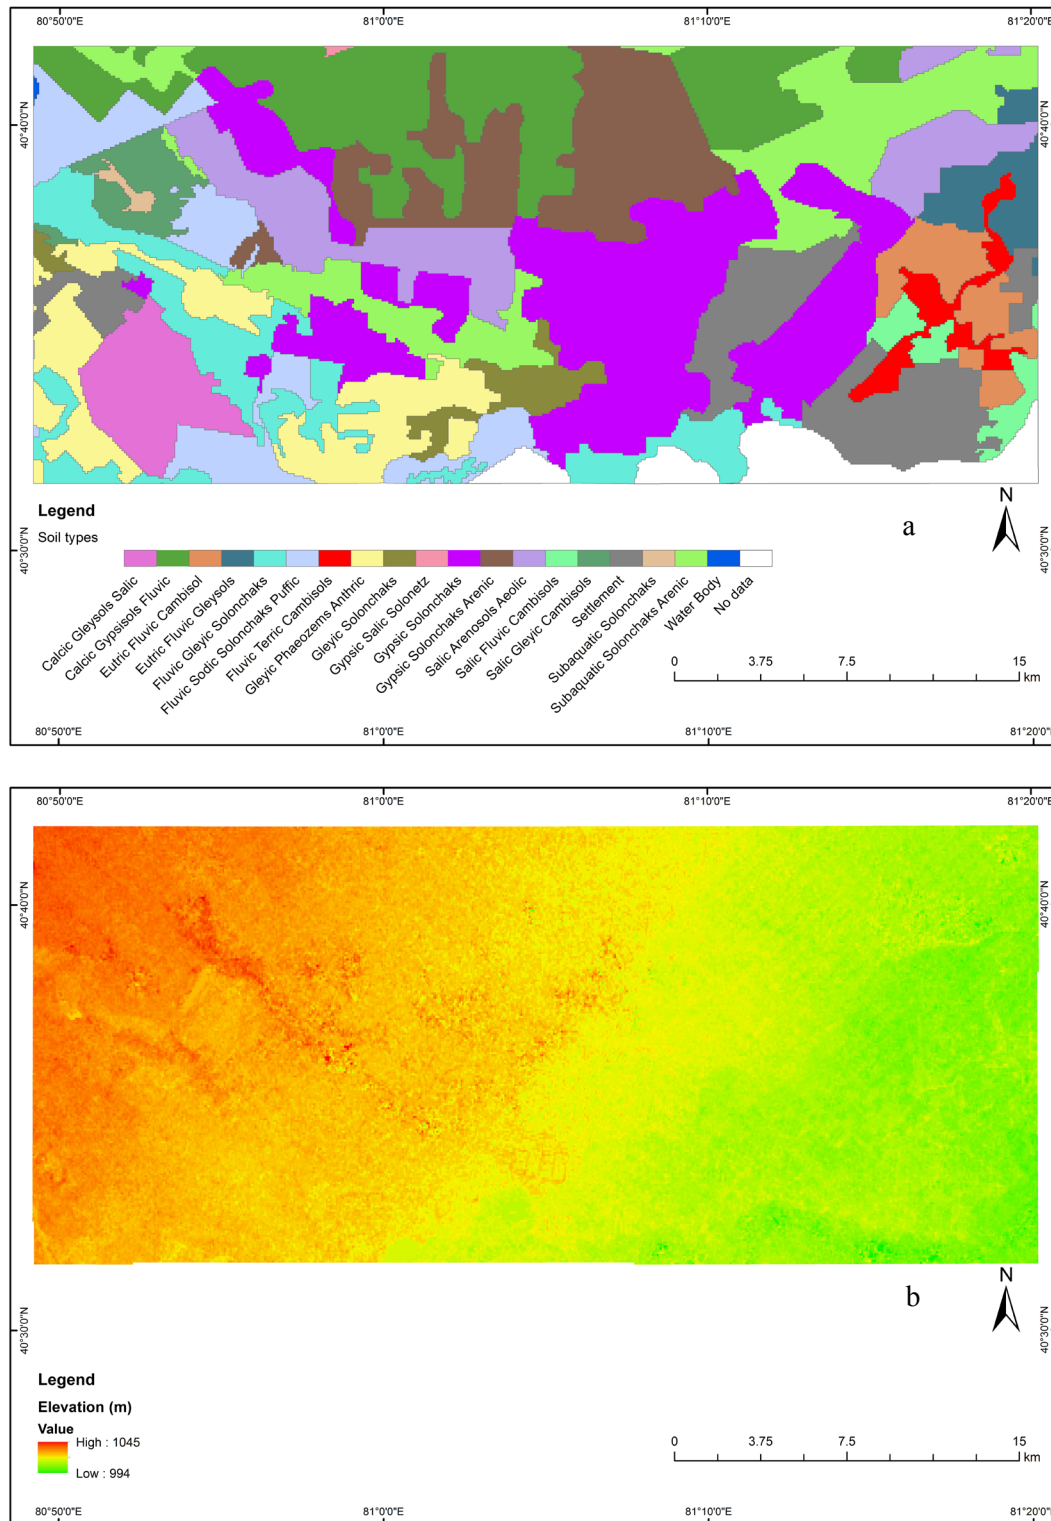 80°50'0"E 81°0'0"E 81°10'0"E 81°20'0"E
40°40'0"N 40°40'0"N
Legend
Soil types
a
N
40°30'0"N 40°30'0"N
Calcic Gleysols Salic
Calcic Gypsisols Fluvic
Eutric Fluvic Cambisol
Eutric Fluvic Gleysols
Fluvic Gleyic Solonchaks
Fluvic Sodic Solonchaks Puffic
Fluvic Terric Cambisols
Gleyic Phaeozems Anthric
Gleyic Solonchaks
Gypsic Salic Solonetz
Gypsic Solonchaks
Gypsic Solonchaks Arenic
Salic Arenosols Aeolic
Salic Fluvic Cambisols
Salic Gleyic Cambisols
Settlement
Subaquatic Solonchaks
Subaquatic Solonchaks Arenic
Water Body
No data
0 3.75 7.5 15
km
80°50'0"E 81°0'0"E 81°10'0"E 81°20'0"E
80°50'0"E 81°0'0"E 81°10'0"E 81°20'0"E
40°40'0"N 40°40'0"N
N
b
40°30'0"N 40°30'0"N
Legend
Elevation (m)
Value
High : 1045
Low : 994
0 3.75 7.5 15
km
80°50'0"E 81°0'0"E 81°10'0"E 81°20'0"E